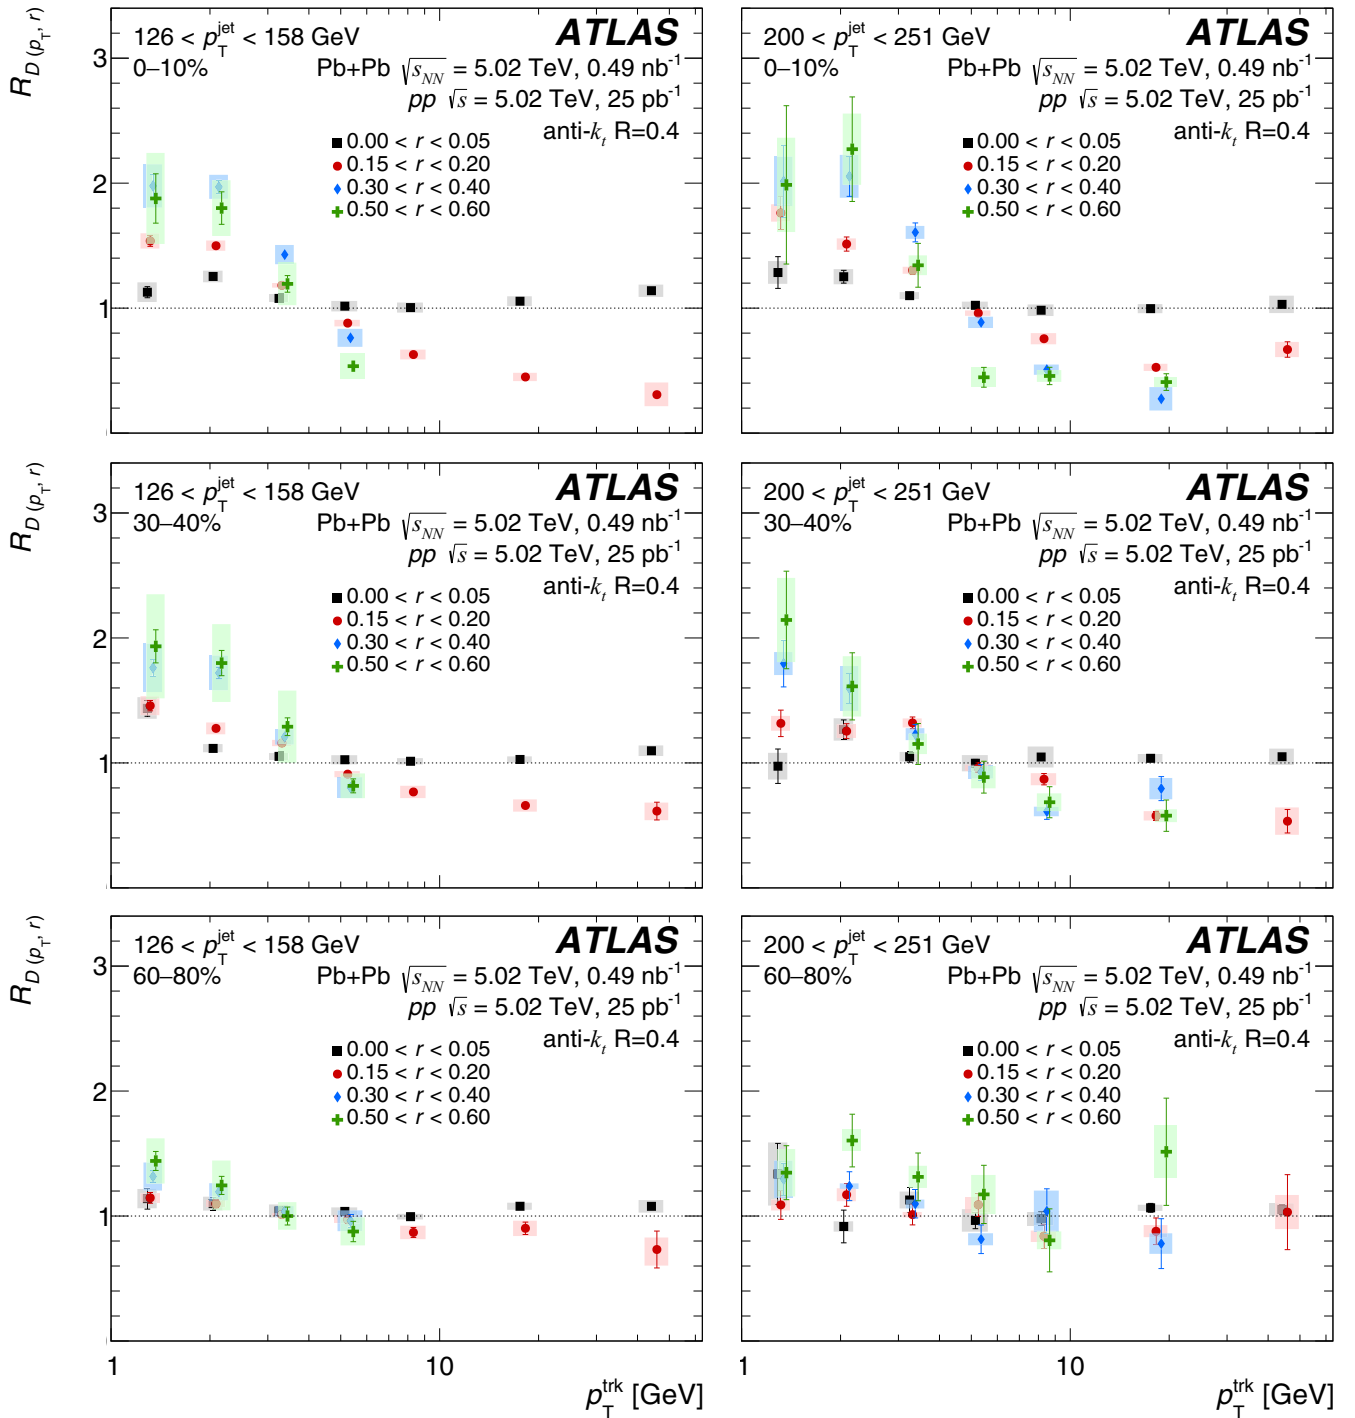 R_D (p_T, r)
126 < p_T^jet < 158 GeV ATLAS
0–10% Pb+Pb √s_NN = 5.02 TeV, 0.49 nb^-1
pp √s = 5.02 TeV, 25 pb^-1
anti-k_t R=0.4
0.00 < r < 0.05
0.15 < r < 0.20
0.30 < r < 0.40
0.50 < r < 0.60
3
2
1
200 < p_T^jet < 251 GeV ATLAS
0–10% Pb+Pb √s_NN = 5.02 TeV, 0.49 nb^-1
pp √s = 5.02 TeV, 25 pb^-1
anti-k_t R=0.4
0.00 < r < 0.05
0.15 < r < 0.20
0.30 < r < 0.40
0.50 < r < 0.60
3
2
1
R_D (p_T, r)
126 < p_T^jet < 158 GeV ATLAS
30–40% Pb+Pb √s_NN = 5.02 TeV, 0.49 nb^-1
pp √s = 5.02 TeV, 25 pb^-1
anti-k_t R=0.4
0.00 < r < 0.05
0.15 < r < 0.20
0.30 < r < 0.40
0.50 < r < 0.60
3
2
1
200 < p_T^jet < 251 GeV ATLAS
30–40% Pb+Pb √s_NN = 5.02 TeV, 0.49 nb^-1
pp √s = 5.02 TeV, 25 pb^-1
anti-k_t R=0.4
0.00 < r < 0.05
0.15 < r < 0.20
0.30 < r < 0.40
0.50 < r < 0.60
3
2
1
R_D (p_T, r)
126 < p_T^jet < 158 GeV ATLAS
60–80% Pb+Pb √s_NN = 5.02 TeV, 0.49 nb^-1
pp √s = 5.02 TeV, 25 pb^-1
anti-k_t R=0.4
0.00 < r < 0.05
0.15 < r < 0.20
0.30 < r < 0.40
0.50 < r < 0.60
3
2
1
1 10
p_T^trk [GeV]
200 < p_T^jet < 251 GeV ATLAS
60–80% Pb+Pb √s_NN = 5.02 TeV, 0.49 nb^-1
pp √s = 5.02 TeV, 25 pb^-1
anti-k_t R=0.4
0.00 < r < 0.05
0.15 < r < 0.20
0.30 < r < 0.40
0.50 < r < 0.60
3
2
1
1 10
p_T^trk [GeV]